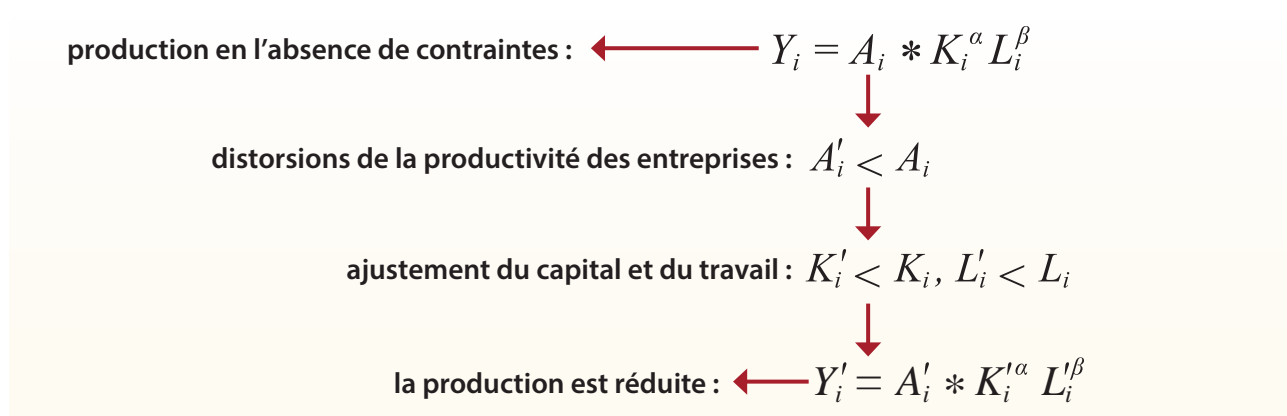 production en l’absence de contraintes : Y_i = A_i * K_i^α L_i^β
distorsions de la productivité des entreprises : A'_i < A_i
ajustement du capital et du travail : K'_i < K_i, L'_i < L_i
la production est réduite : Y'_i = A'_i * K'_i^α L'_i^β